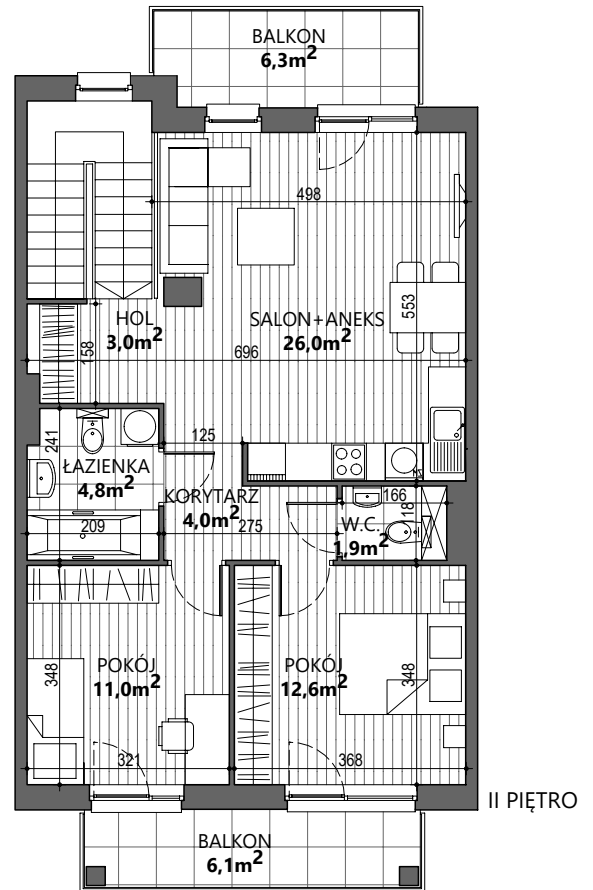 BALKON
6,3m²
498
HOL
3,0m²
SALON+ANEKS
26,0m²
553
158
696
125
241
ŁAZIENKA
4,8m²
209
KORYTARZ
4,0m²
275
166
W.C.
1,9m²
POKÓJ
11,0m²
348
321
POKÓJ
12,6m²
348
368
II PIĘTRO
BALKON
6,1m²